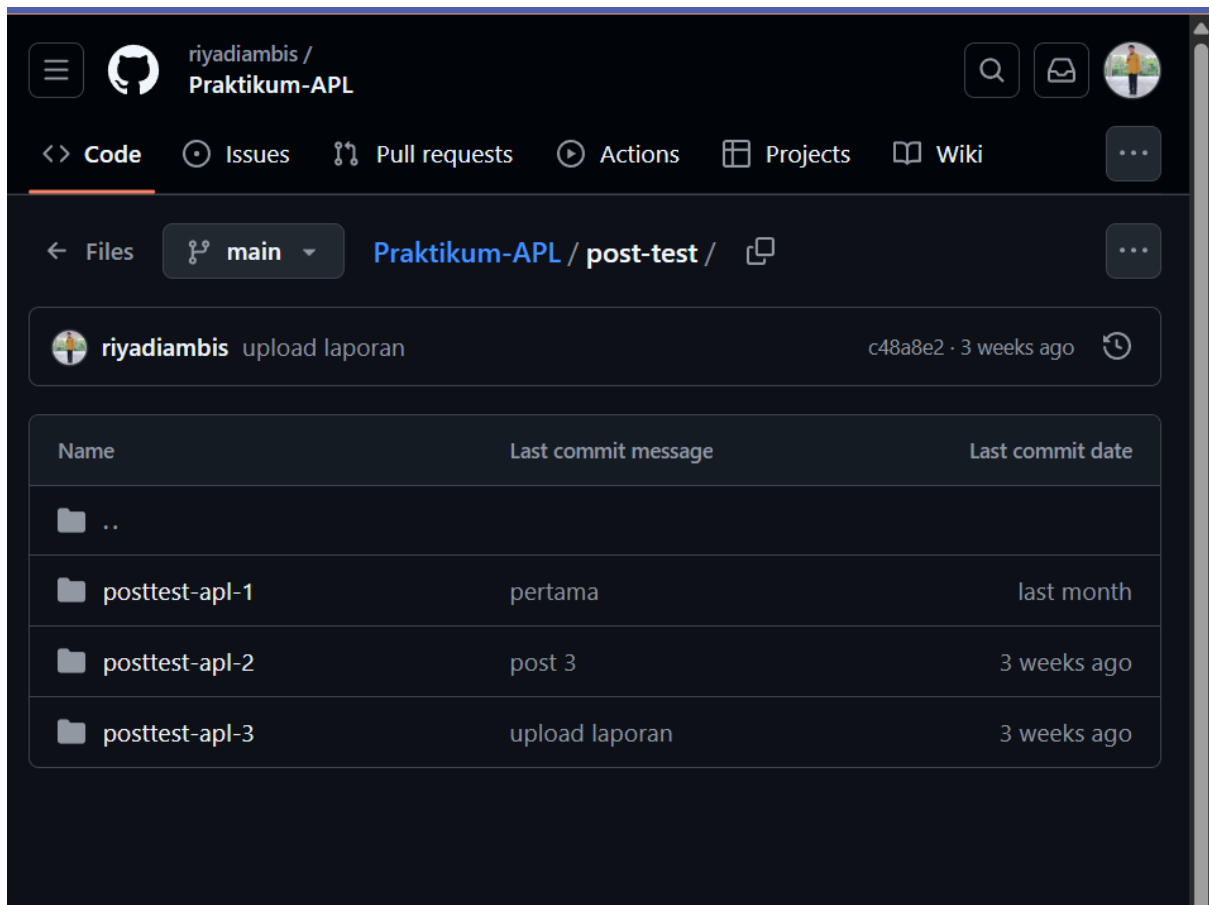 riyadiambis /
Praktikum-APL
Code Issues Pull requests Actions Projects Wiki ...
Files main Praktikum-APL / post-test / ...
riyadiambis upload laporan c48a8e2 · 3 weeks ago
Name Last commit message Last commit date
..
posttest-apl-1 pertama last month
posttest-apl-2 post 3 3 weeks ago
posttest-apl-3 upload laporan 3 weeks ago